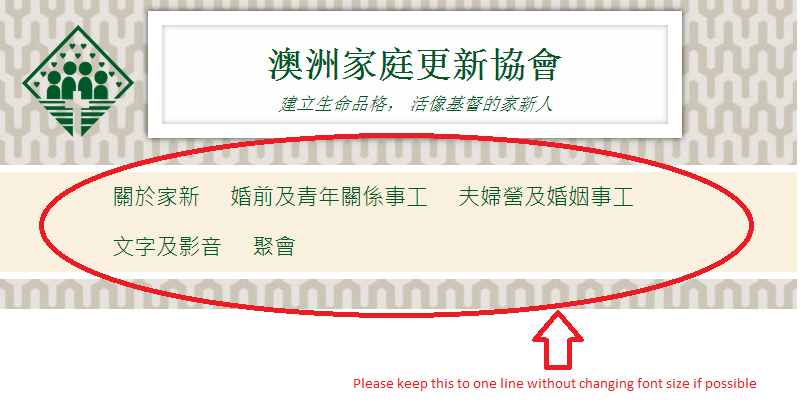 澳洲家庭更新協會
建立生命品格， 活像基督的家新人
關於家新 婚前及青年關係事工 夫婦營及婚姻事工
文字及影音 聚會
Please keep this to one line without changing font size if possible